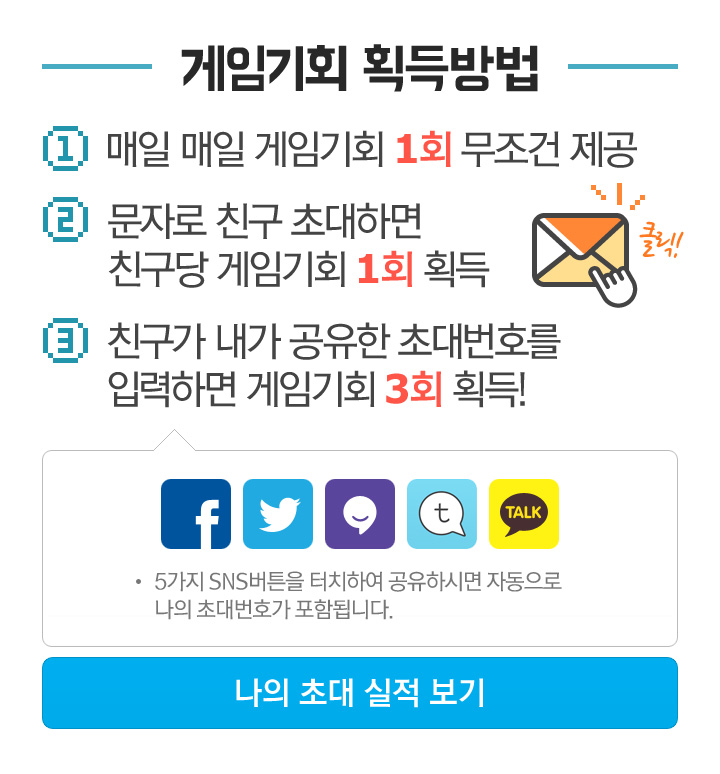 게임기회 획득방법
1 매일 매일 게임기회 1회 무조건 제공
2 문자로 친구 초대하면
친구당 게임기회 1회 획득
클릭!!
3 친구가 내가 공유한 초대번호를
입력하면 게임기회 3회 획득!
f t TALK
• 5가지 SNS버튼을 터치하여 공유하시면 자동으로
나의 초대번호가 포함됩니다.
나의 초대 실적 보기